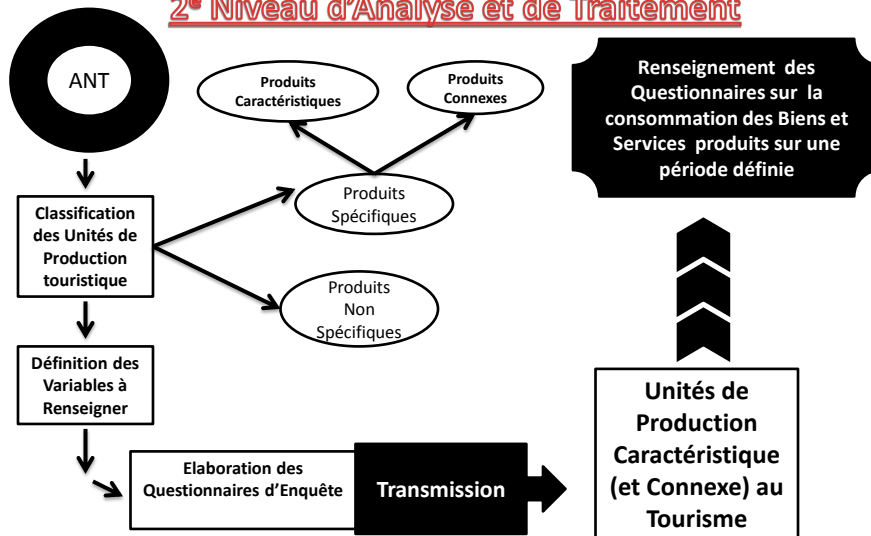 2e Niveau d'Analyse et de Traitement
ANT
Produits
Caractéristiques
Produits
Connexes
Renseignement des
Questionnaires sur la
consommation des Biens et
Services produits sur une
période définie
Classification
des Unités de
Production
touristique
Produits
Spécifiques
Produits
Non
Spécifiques
Définition des
Variables à
Renseigner
Elaboration des
Questionnaires d'Enquête
Transmission
Unités de
Production
Caractéristique
(et Connexe) au
Tourisme